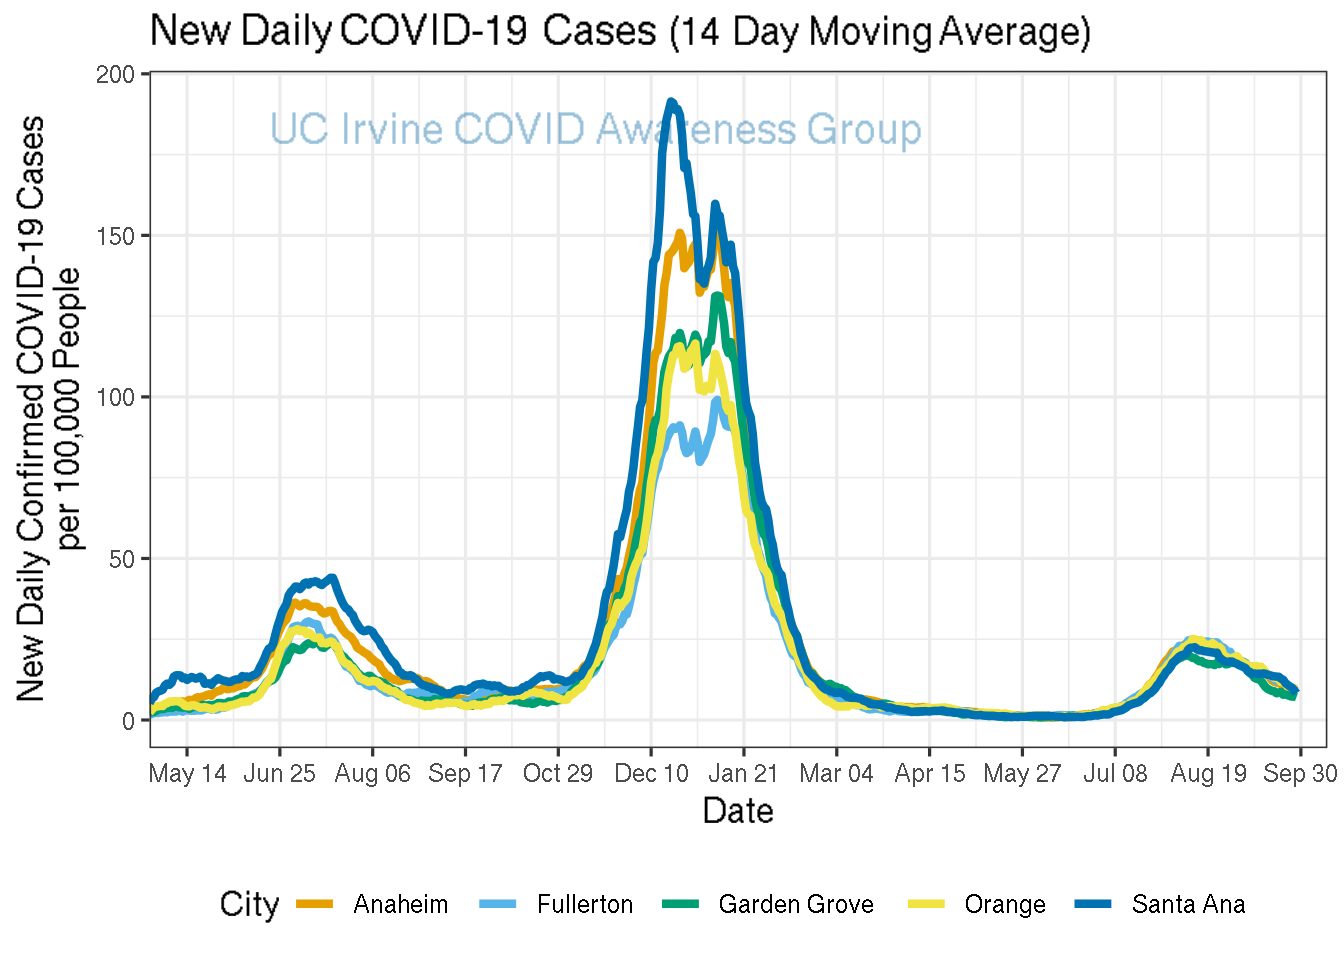 New Daily COVID-19 Cases (14 Day Moving Average)
UC Irvine COVID Awareness Group
New Daily Confirmed COVID-19 Cases
per 100,000 People
200
150
100
50
0
May 14 Jun 25 Aug 06 Sep 17 Oct 29 Dec 10 Jan 21 Mar 04 Apr 15 May 27 Jul 08 Aug 19 Sep 30
Date
City Anaheim Fullerton Garden Grove Orange Santa Ana